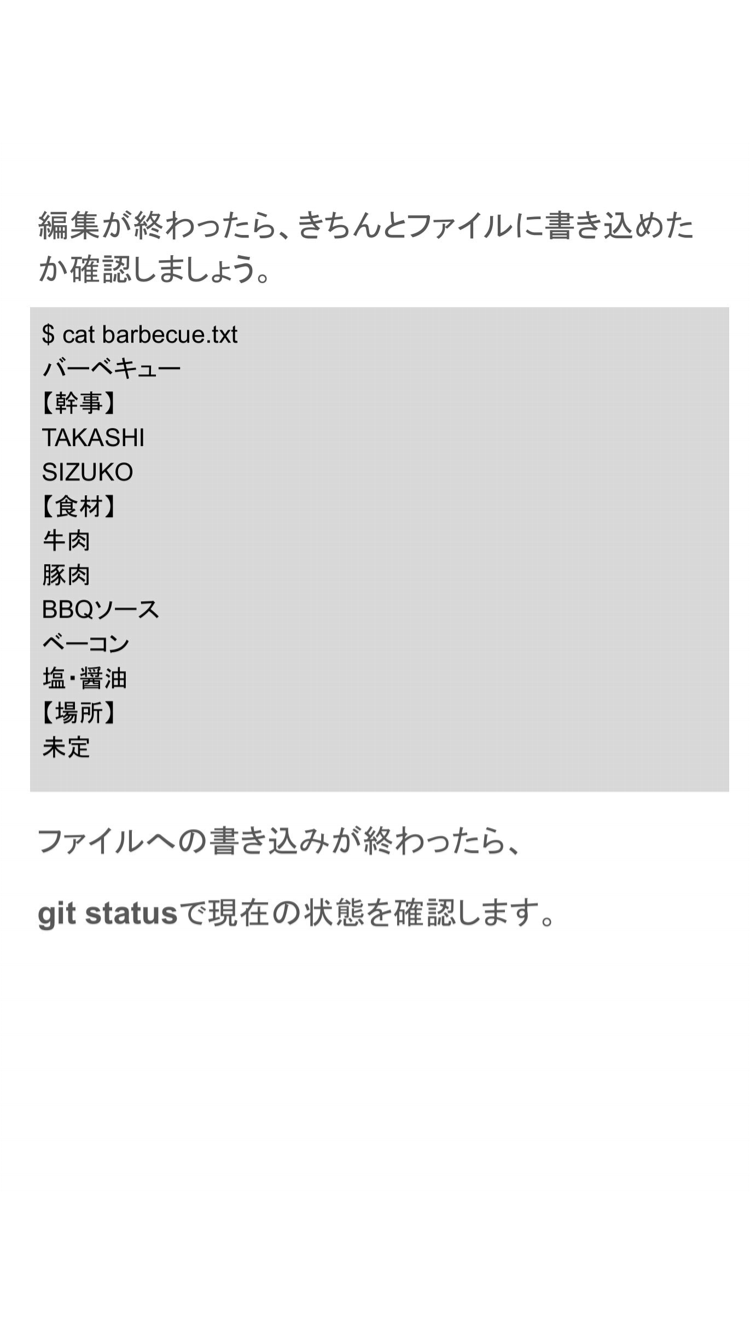 編集が終わったら、きちんとファイルに書き込めた
か確認しましょう。
$ cat barbecue.txt
バーベキュー
【幹事】
TAKASHI
SIZUKO
【食材】
牛肉
豚肉
BBQソース
ベーコン
塩・醤油
【場所】
未定
ファイルへの書き込みが終わったら、
git statusで現在の状態を確認します。